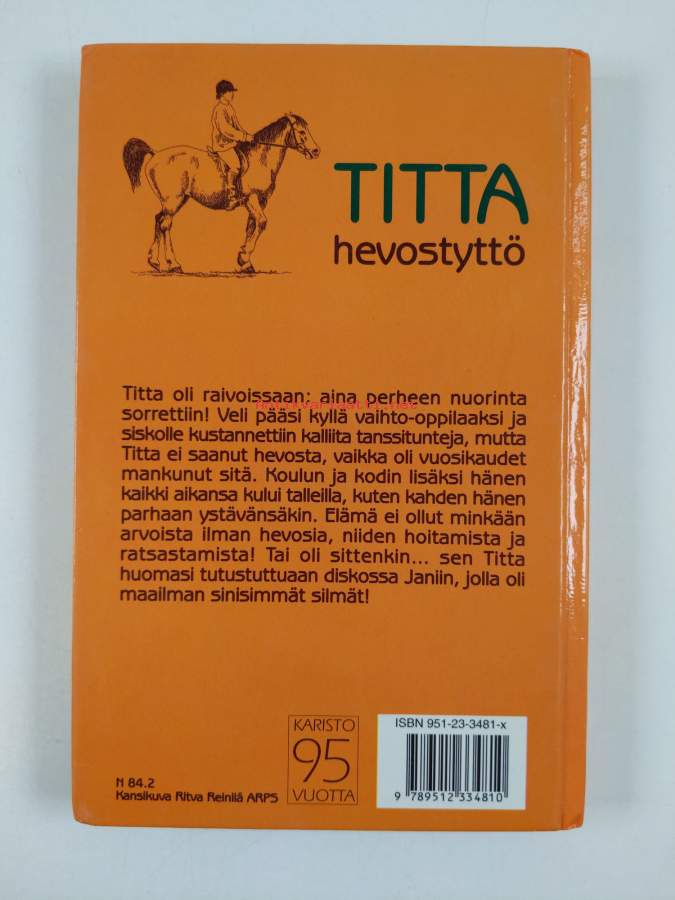 TITTA
hevostyttö
Titta oli raivoissaan: aina perheen nuorinta
sorrettiin! Veli pääsi kyllä vaihto-oppilaaksi ja
siskolle kustannettiin kalliita tanssitunteja, mutta
Titta ei saanut hevosta, vaikka oli vuosikaudet
mankunut sitä. Koulun ja kodin lisäksi hänen
kaikki aikansa kului talleilla, kuten kahden hänen
parhaan ystävänsäkin. Elämä ei ollut minkään
arvoista ilman hevosia, niiden hoitamista ja
ratsastamista! Tai oli sittenkin... sen Titta
huomasi tutustuttuaan diskossa Janiin, jolla oli
maailman sinisimmät silmät!
N 84.2
Kansikuva Ritva Reinilä ARPS
KARISTO
95
VUOTTA
ISBN 951-23-3481-x
9 789512 334810